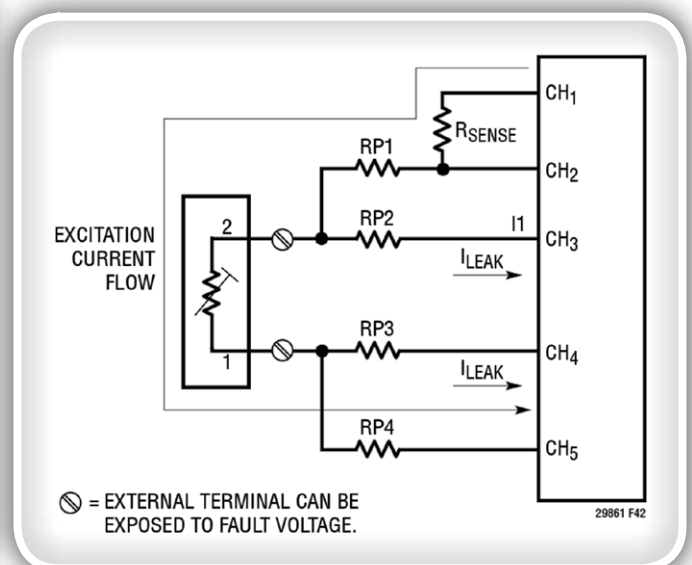 CH1
RSENSE
RP1
CH2
2
RP2
I1
CH3
EXCITATION
CURRENT
FLOW
ILEAK
RP3
CH4
1
ILEAK
RP4
CH5
= EXTERNAL TERMINAL CAN BE
EXPOSED TO FAULT VOLTAGE.
29861 F42